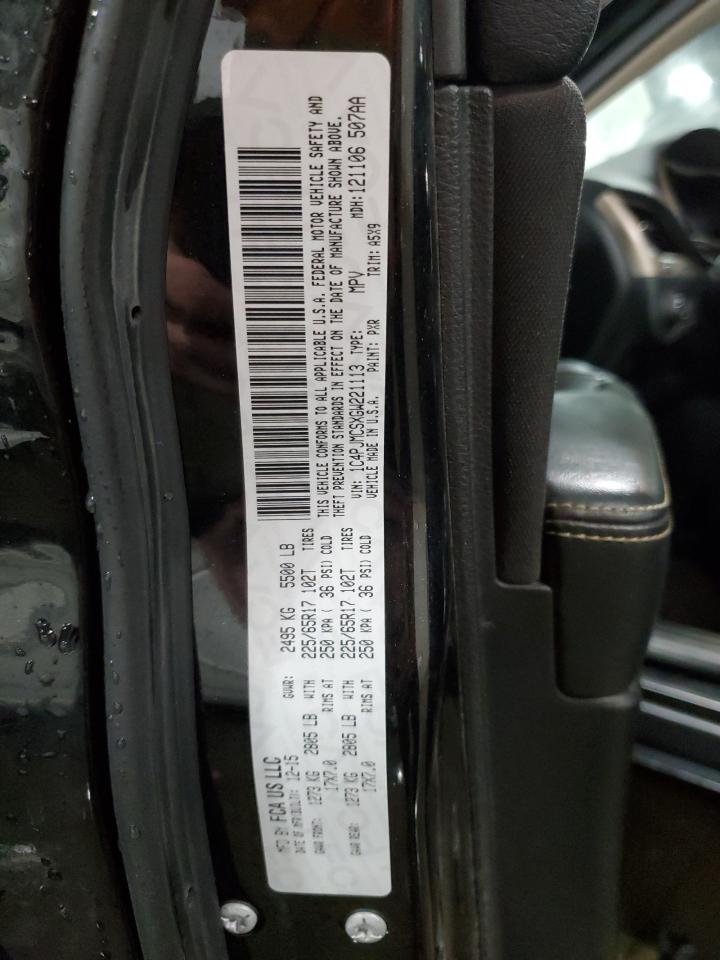 MFD BY FCA US LLC
DATE OF MFR(BUILT): 12-15 GVWR: 2495 KG 5500 LB
GAWR FRONT: 1273 KG 2805 LB WITH 225/65R17 102T TIRES
17X7.0 RIMS AT 250 KPA ( 36 PSI) COLD
GAWR REAR: 1273 KG 2805 LB WITH 225/65R17 102T TIRES
17X7.0 RIMS AT 250 KPA ( 36 PSI) COLD
THIS VEHICLE CONFORMS TO ALL APPLICABLE U.S.A. FEDERAL MOTOR VEHICLE SAFETY AND
THEFT PREVENTION STANDARDS IN EFFECT ON THE DATE OF MANUFACTURE SHOWN ABOVE.
VIN: 1C4PJMCSXGW221113 TYPE: MPV MDH:121106 507AA
VEHICLE MADE IN U.S.A. PAINT: PXR TRIM: A5X9